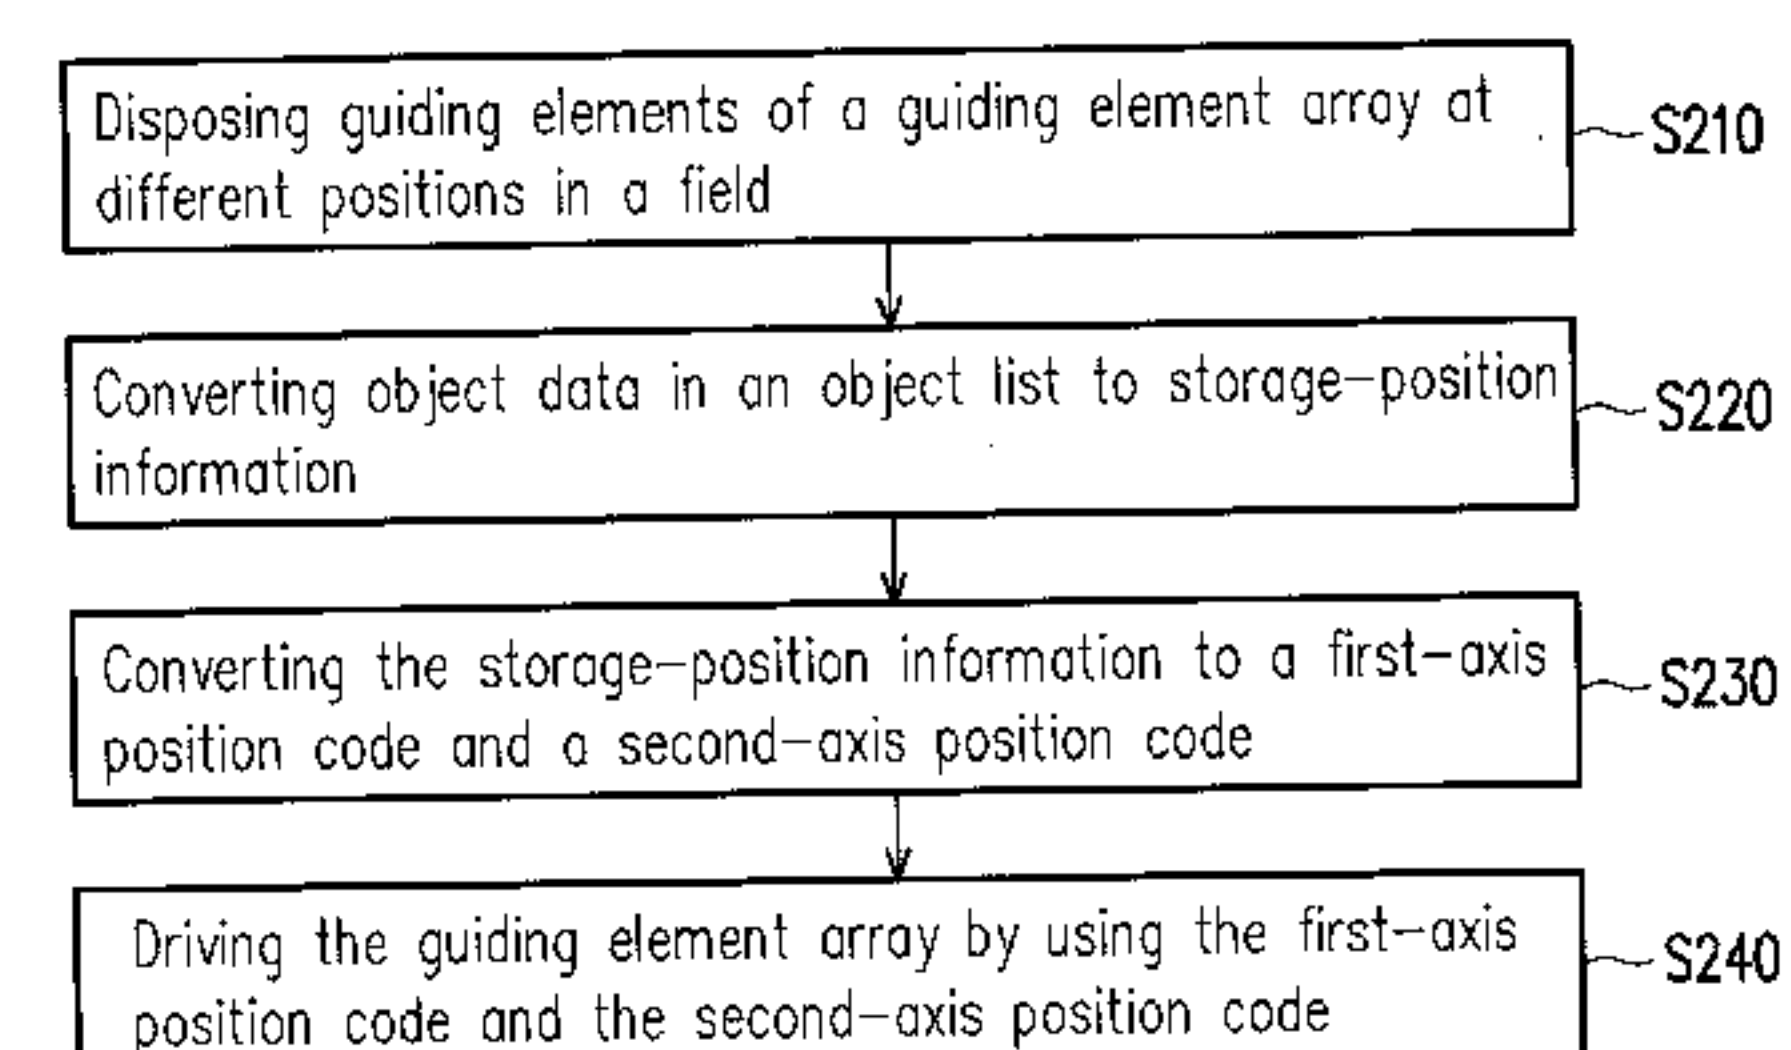 Disposing guiding elements of a guiding element array at
different positions in a field
S210
Converting object data in an object list to storage-position
information
S220
Converting the storage-position information to a first-axis
position code and a second-axis position code
S230
Driving the guiding element array by using the first-axis
position code and the second-axis position code
S240